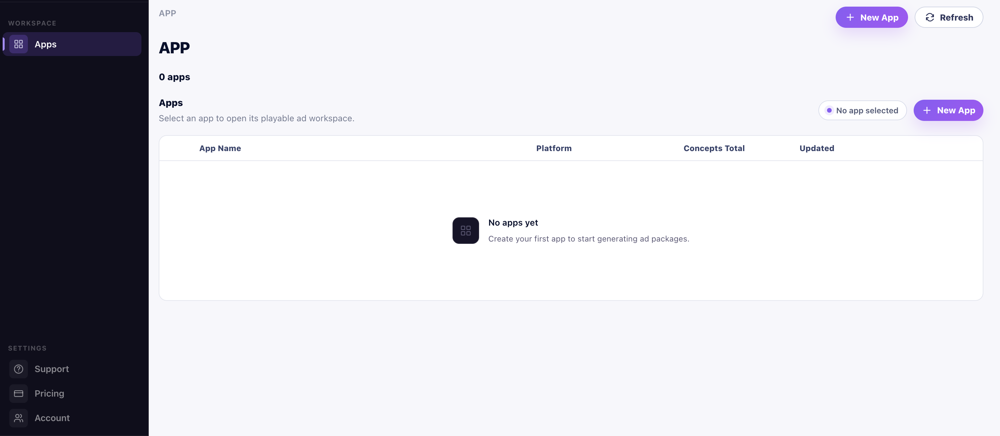 WORKSPACE
Apps
SETTINGS
Support
Pricing
Account
APP
New App
Refresh
APP
0 apps
Apps
Select an app to open its playable ad workspace.
No app selected
New App
App Name Platform Concepts Total Updated
No apps yet
Create your first app to start generating ad packages.